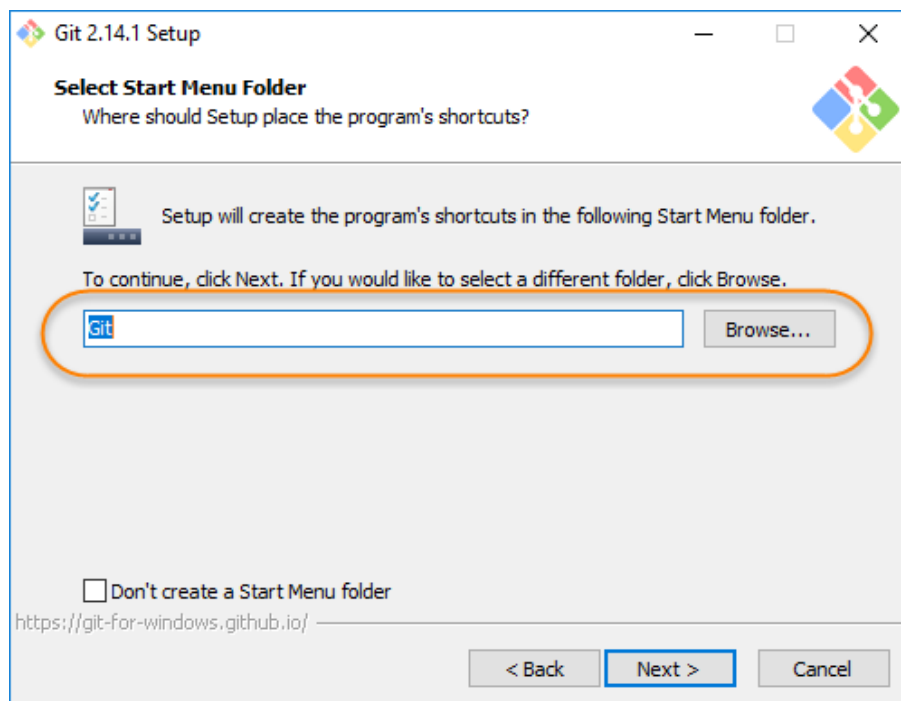 Git 2.14.1 Setup
Select Start Menu Folder
Where should Setup place the program's shortcuts?
Setup will create the program's shortcuts in the following Start Menu folder.
To continue, click Next. If you would like to select a different folder, click Browse.
Git
Browse...
Don't create a Start Menu folder
https://git-for-windows.github.io/
< Back
Next >
Cancel